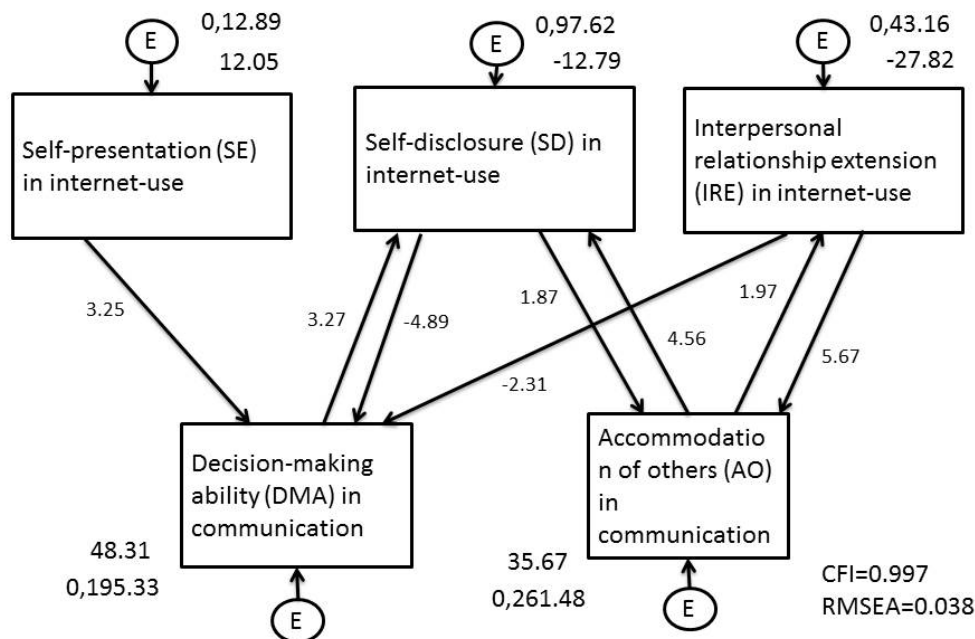 E
0,12.89
12.05
E
0,97.62
-12.79
E
0,43.16
-27.82
Self-presentation (SE)
in internet-use
Self-disclosure (SD) in
internet-use
Interpersonal
relationship extension
(IRE) in internet-use
3.25
3.27
-4.89
1.87
4.56
-2.31
1.97
5.67
Decision-making
ability (DMA) in
communication
Accommodatio
n of others (AO)
in
communication
48.31
0,195.33
E
35.67
0,261.48
E
CFI=0.997
RMSEA=0.038